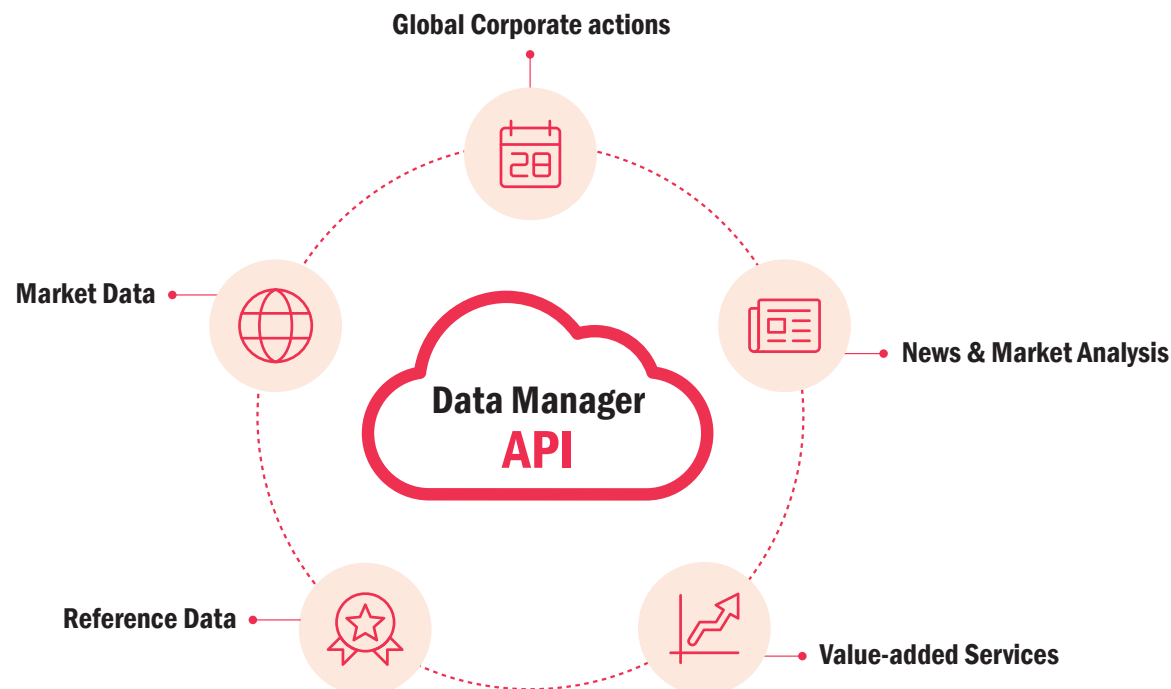 Global Corporate actions
28
Market Data
News & Market Analysis
Data Manager
API
Reference Data
Value-added Services